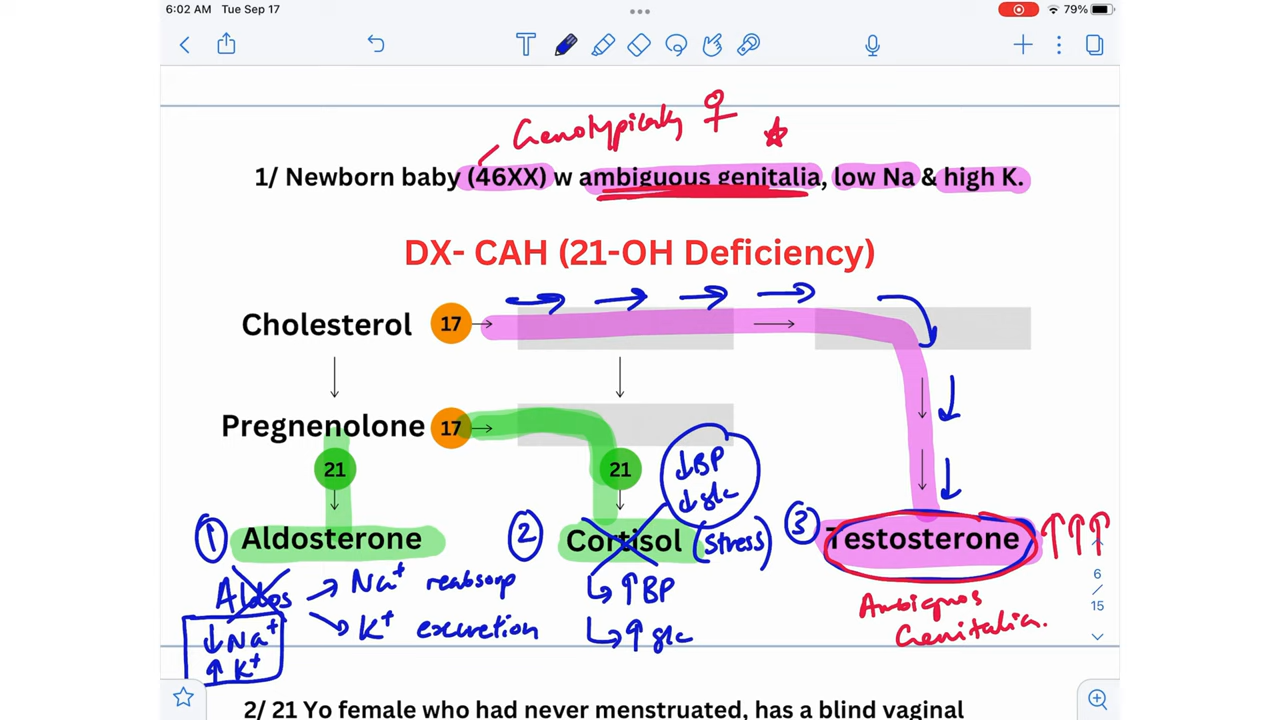 6:02 AM Tue Sep 17
79%
Genotypically ♀
1/ Newborn baby (46XX) w ambiguous genitalia, low Na & high K.
DX- CAH (21-OH Deficiency)
Cholesterol 17
Pregnenolone 17
21 21
↓BP
↓glc
① Aldosterone ② Cortisol (Stress) ③ Testosterone ↑↑↑
Aldos → Na+ reabsorp
→ K+ excretion
↓Na+
↑K+
↳ ↑BP
↳ ↑glc
Ambiguos
Genitalia.
6
/
15
2/ 21 Yo female who had never menstruated, has a blind vaginal